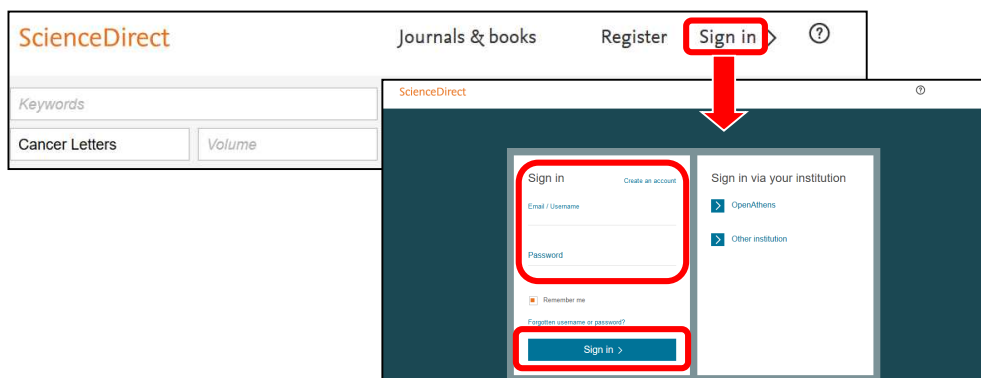 ScienceDirect Journals & books Register Sign in > ?
Keywords
Cancer Letters Volume
ScienceDirect ?
Sign in Create an account
Email / Username
Password
Remember me
Forgotten username or password?
Sign in >
Sign in via your institution
> OpenAthens
> Other institution